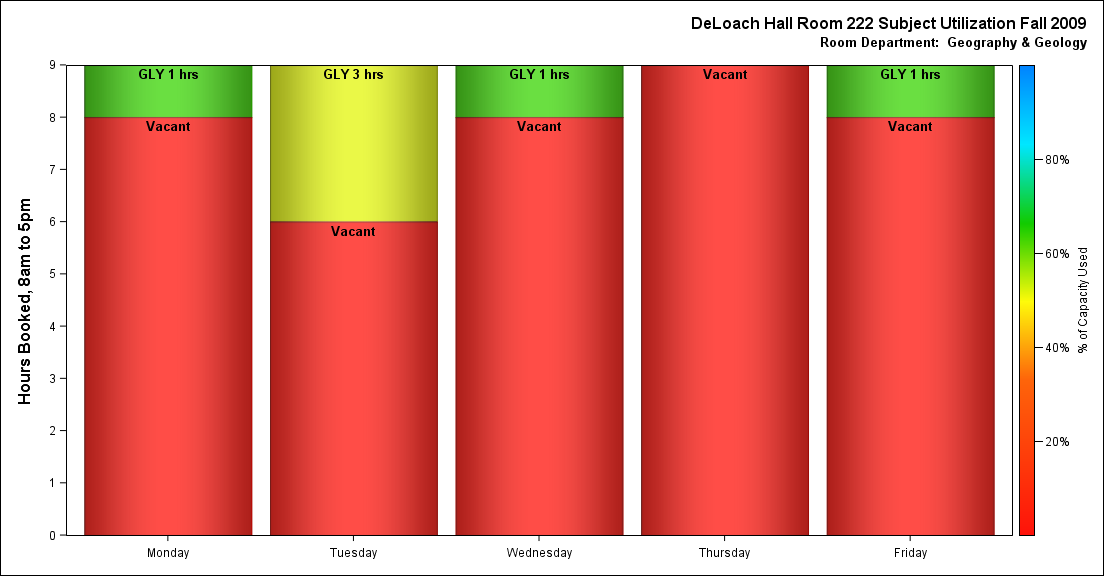 DeLoach Hall Room 222 Subject Utilization Fall 2009
Room Department: Geography & Geology
Hours Booked, 8am to 5pm
9
8
7
6
5
4
3
2
1
0
GLY 1 hrs
Vacant
GLY 3 hrs
Vacant
GLY 1 hrs
Vacant
Vacant
GLY 1 hrs
Vacant
Monday
Tuesday
Wednesday
Thursday
Friday
80%
60%
40%
20%
% of Capacity Used